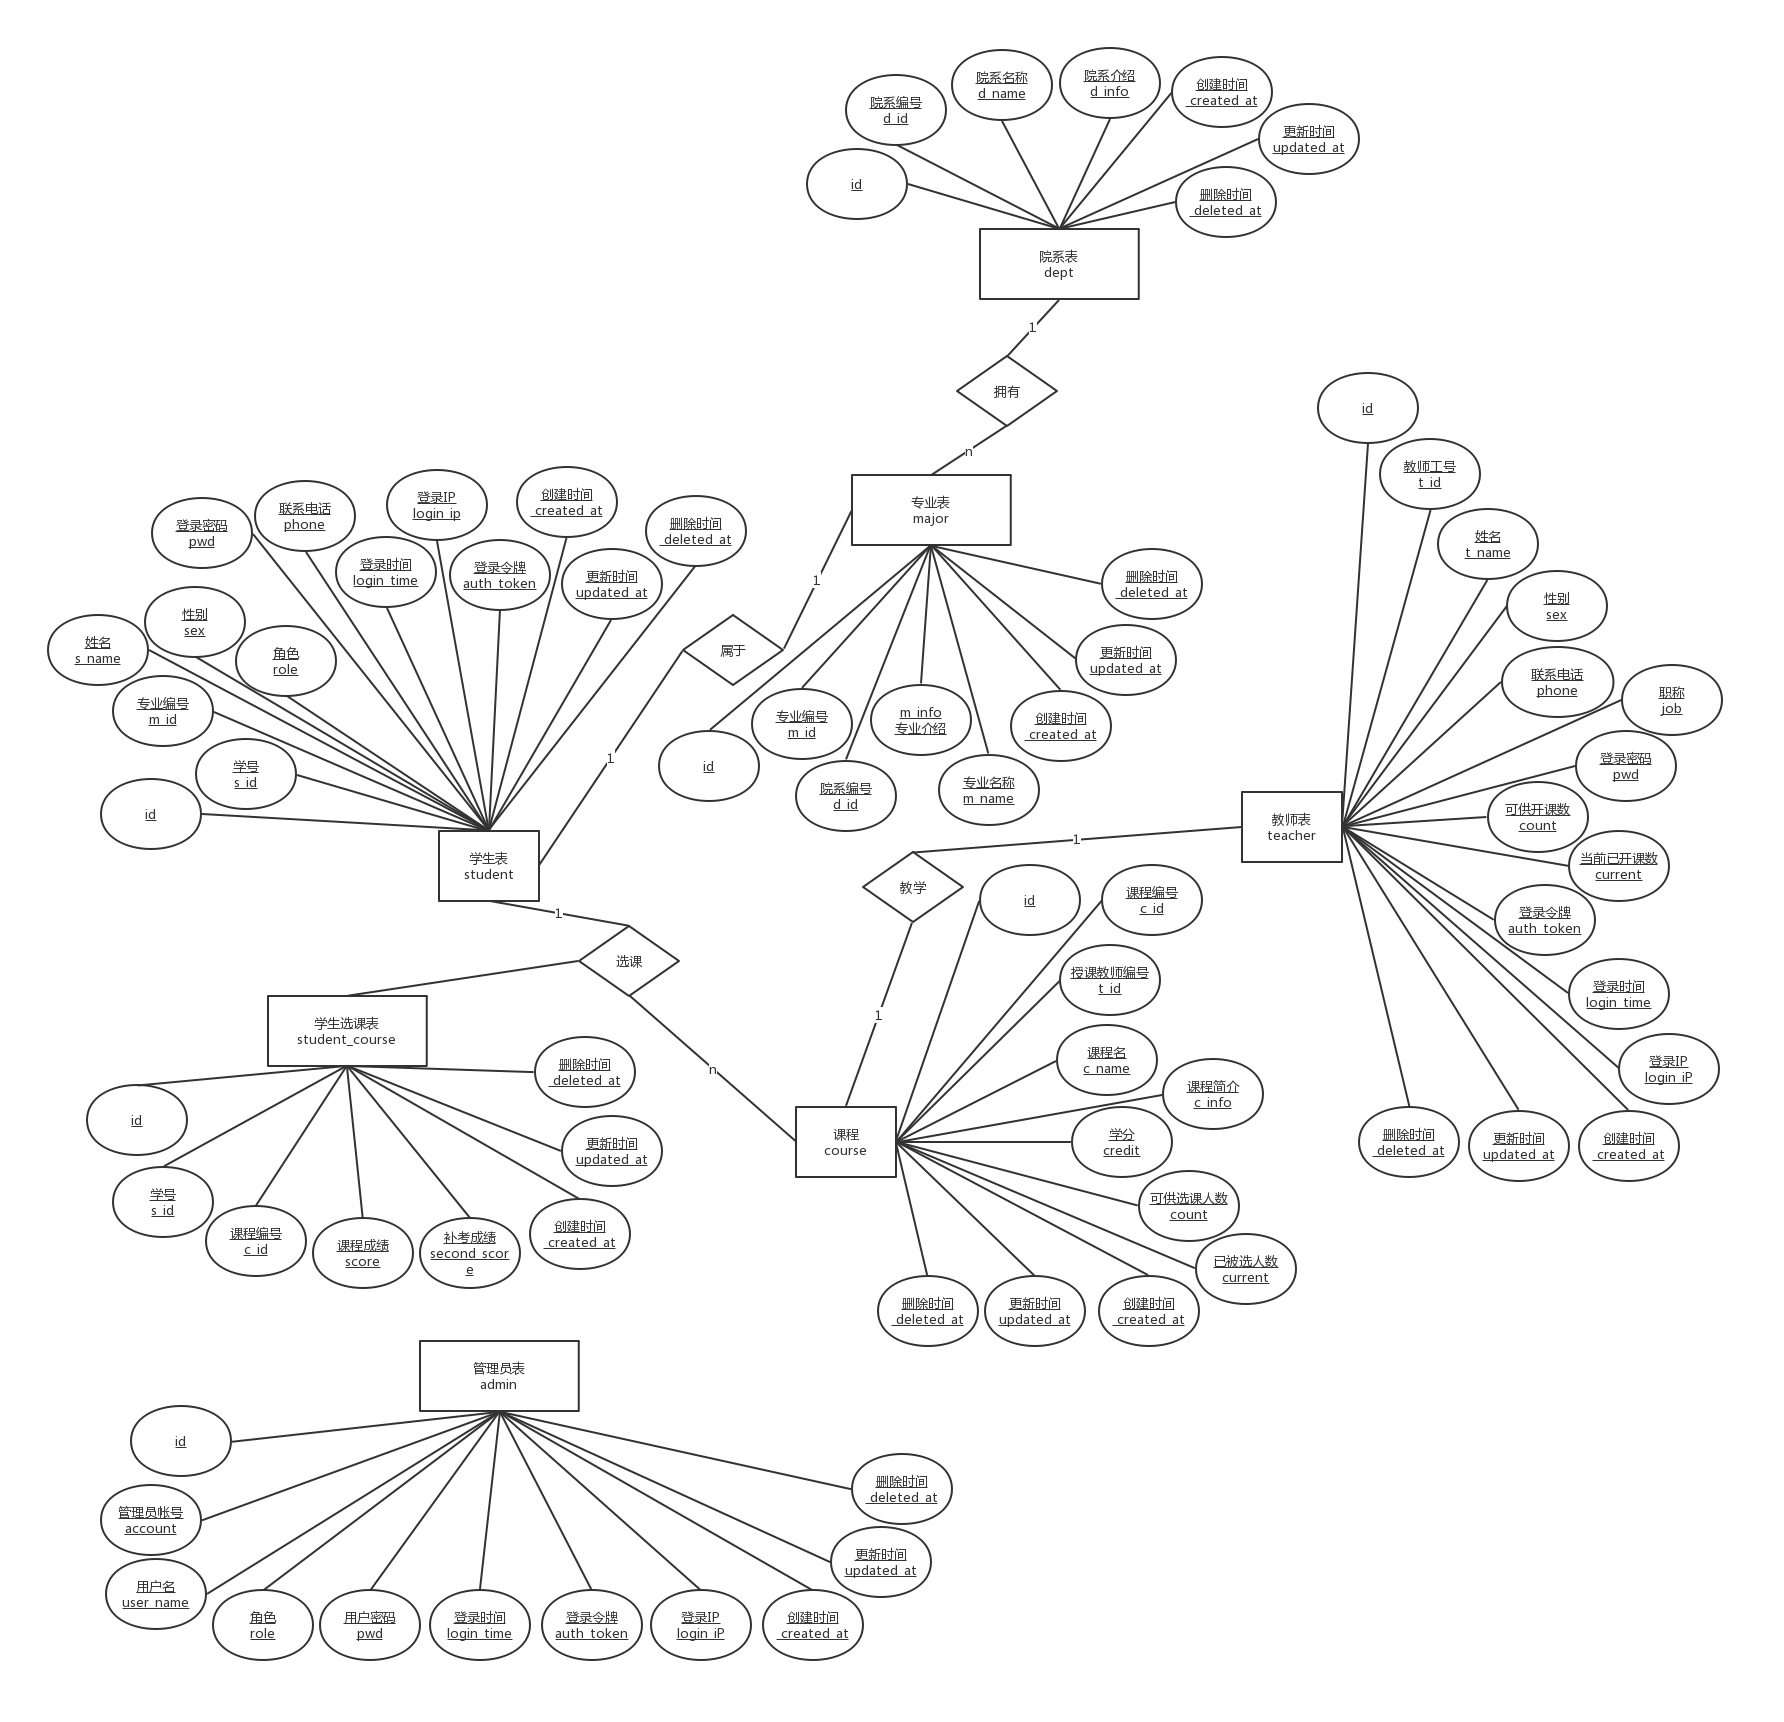 院系名称
d_name
院系介绍
d_info
创建时间
created_at
院系编号
d_id
更新时间
updated_at
id
删除时间
deleted_at
院系表
dept
1
拥有
n
id
教师工号
t_id
专业表
major
姓名
t_name
登录密码
pwd
联系电话
phone
登录IP
login_ip
创建时间
created_at
删除时间
deleted_at
登录时间
login_time
登录令牌
auth_token
更新时间
updated_at
1
删除时间
deleted_at
性别
sex
姓名
s_name
性别
sex
角色
role
属于
更新时间
updated_at
联系电话
phone
职称
job
专业编号
m_id
专业编号
m_id
m_info
专业介绍
创建时间
created_at
学号
s_id
1
id
院系编号
d_id
专业名称
m_name
登录密码
pwd
id
可供开课数
count
教师表
teacher
学生表
student
1
当前已开课数
current
教学
id
课程编号
c_id
登录令牌
auth_token
1
选课
授课教师编号
t_id
登录时间
login_time
学生选课表
student_course
1
课程名
c_name
登录IP
login_iP
删除时间
deleted_at
n
课程简介
c_info
id
课程
course
学分
credit
删除时间
deleted_at
更新时间
updated_at
创建时间
created_at
更新时间
updated_at
学号
s_id
课程编号
c_id
课程成绩
score
补考成绩
second_scor
e
创建时间
created_at
可供选课人数
count
已被选人数
current
删除时间
deleted_at
更新时间
updated_at
创建时间
created_at
管理员表
admin
id
删除时间
deleted_at
管理员帐号
account
更新时间
updated_at
用户名
user_name
角色
role
用户密码
pwd
登录时间
login_time
登录令牌
auth_token
登录IP
login_iP
创建时间
created_at